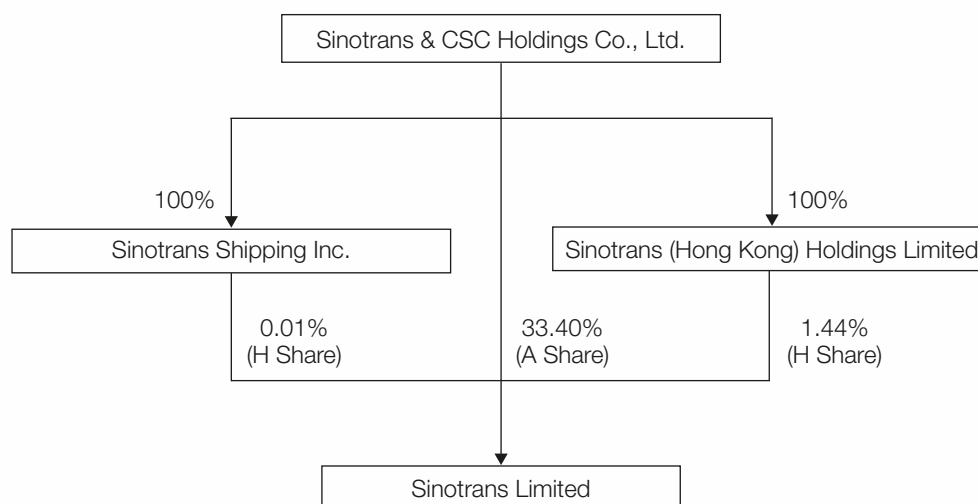 Sinotrans & CSC Holdings Co., Ltd.
100%
100%
Sinotrans Shipping Inc.
Sinotrans (Hong Kong) Holdings Limited
0.01%
(H Share)
33.40%
(A Share)
1.44%
(H Share)
Sinotrans Limited